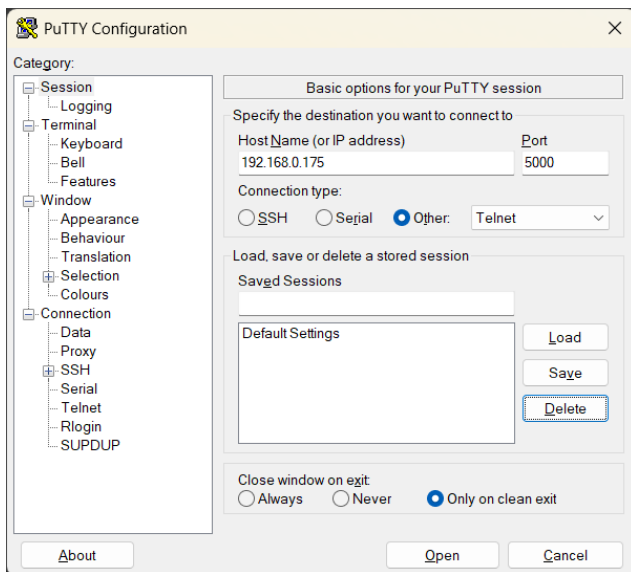 PuTTY Configuration
Category:
Session
Logging
Terminal
Keyboard
Bell
Features
Window
Appearance
Behaviour
Translation
Selection
Colours
Connection
Data
Proxy
SSH
Serial
Telnet
Rlogin
SUPDUP
Basic options for your PuTTY session
Specify the destination you want to connect to
Host Name (or IP address) Port
192.168.0.175 5000
Connection type:
SSH Serial Other: Telnet
Load, save or delete a stored session
Saved Sessions
Default Settings
Load
Save
Delete
Close window on exit:
Always Never Only on clean exit
About Open Cancel